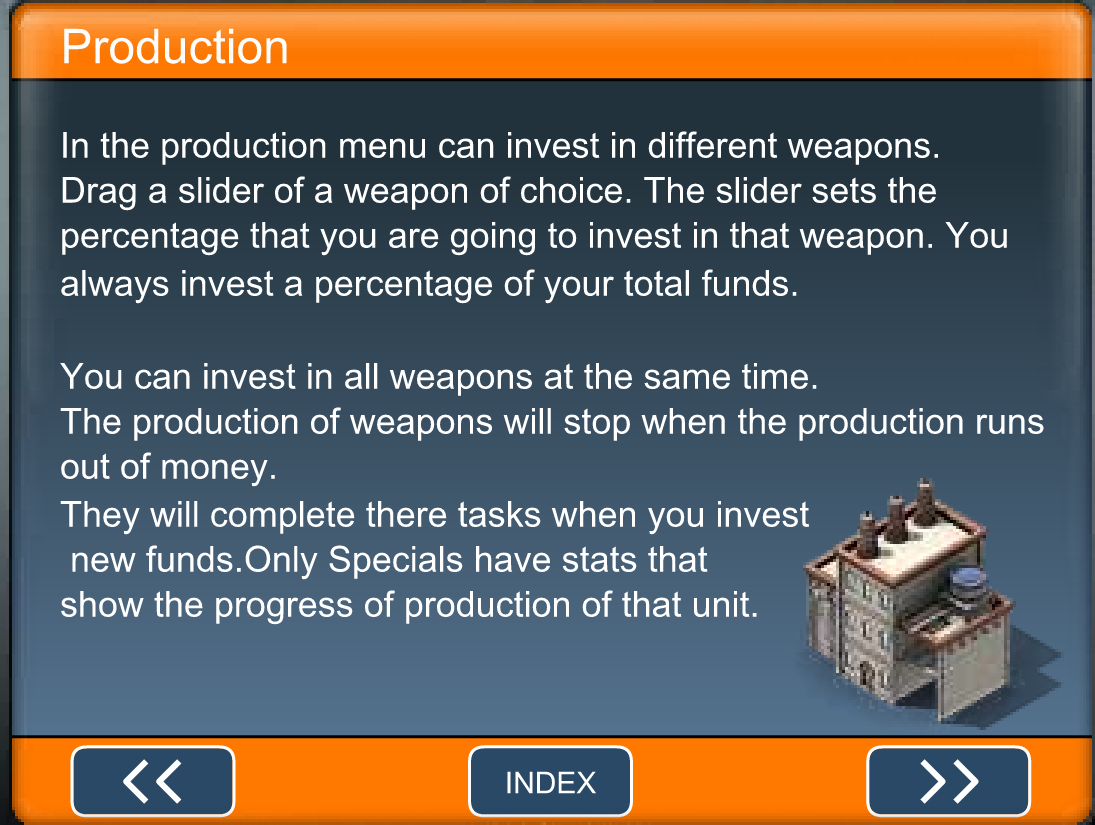 Production
In the production menu can invest in different weapons.
Drag a slider of a weapon of choice. The slider sets the
percentage that you are going to invest in that weapon. You
always invest a percentage of your total funds.
You can invest in all weapons at the same time.
The production of weapons will stop when the production runs
out of money.
They will complete there tasks when you invest
new funds.Only Specials have stats that
show the progress of production of that unit.
<<
INDEX
>>